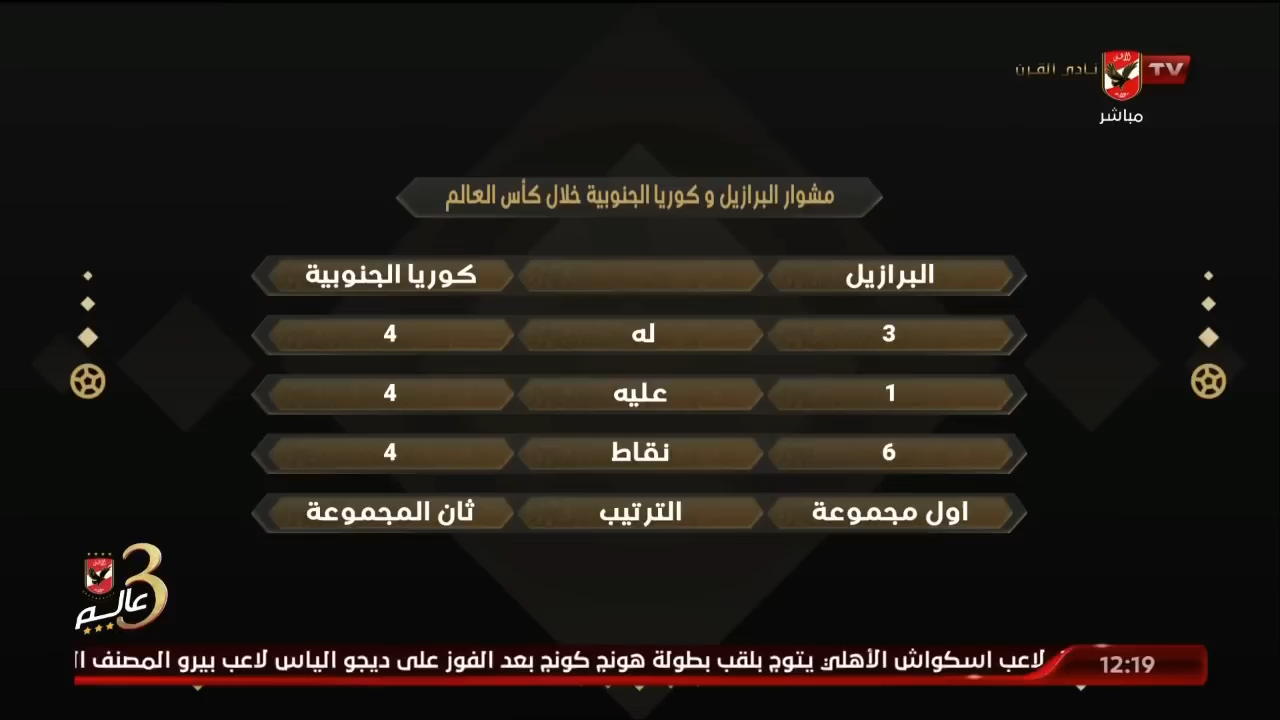 نادي القرن TV
مباشر
مشوار البرازيل و كوريا الجنوبية خلال كأس العالم
البرازيل كوريا الجنوبية
3 له 4
1 عليه 4
6 نقاط 4
اول مجموعة الترتيب ثان المجموعة
3 عالم
12:19 لاعب اسكواش الأهلي يتوج بلقب بطولة هونج كونج بعد الفوز على ديجو الياس لاعب بيرو المصنف